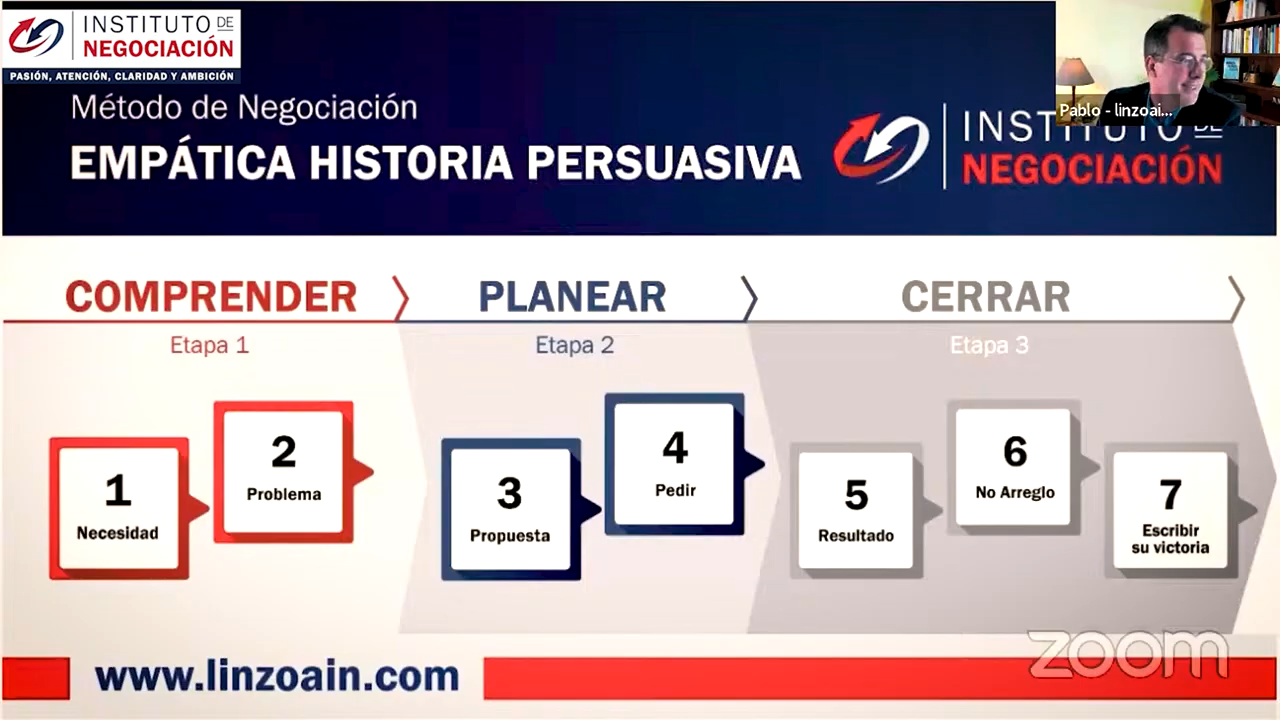 INSTITUTO DE
NEGOCIACIÓN
PASIÓN, ATENCIÓN, CLARIDAD Y AMBICIÓN
Método de Negociación
EMPÁTICA HISTORIA PERSUASIVA
Pablo - linzoai...
INSTITUTO DE
NEGOCIACIÓN
COMPRENDER
PLANEAR
CERRAR
Etapa 1
Etapa 2
Etapa 3
1
Necesidad
2
Problema
3
Propuesta
4
Pedir
5
Resultado
6
No Arreglo
7
Escribir
su victoria
www.linzoain.com
zoom